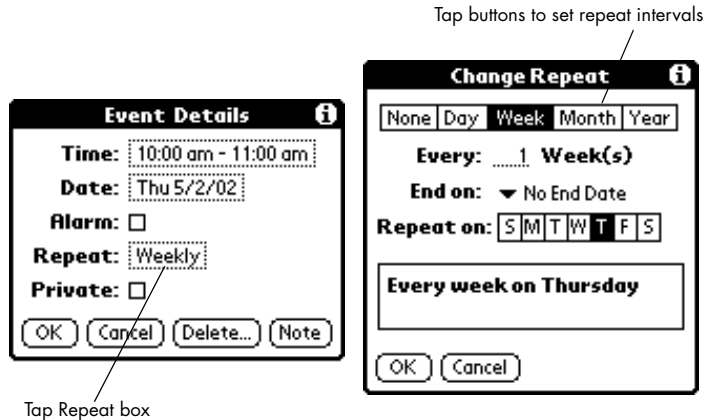 Tap buttons to set repeat intervals
Event Details
Time: 10:00 am - 11:00 am
Date: Thu 5/2/02
Alarm:
Repeat: Weekly
Private:
OK Cancel Delete... Note
Tap Repeat box
Change Repeat
None Day Week Month Year
Every: 1 Week(s)
End on: No End Date
Repeat on: S M T W T F S
Every week on Thursday
OK Cancel